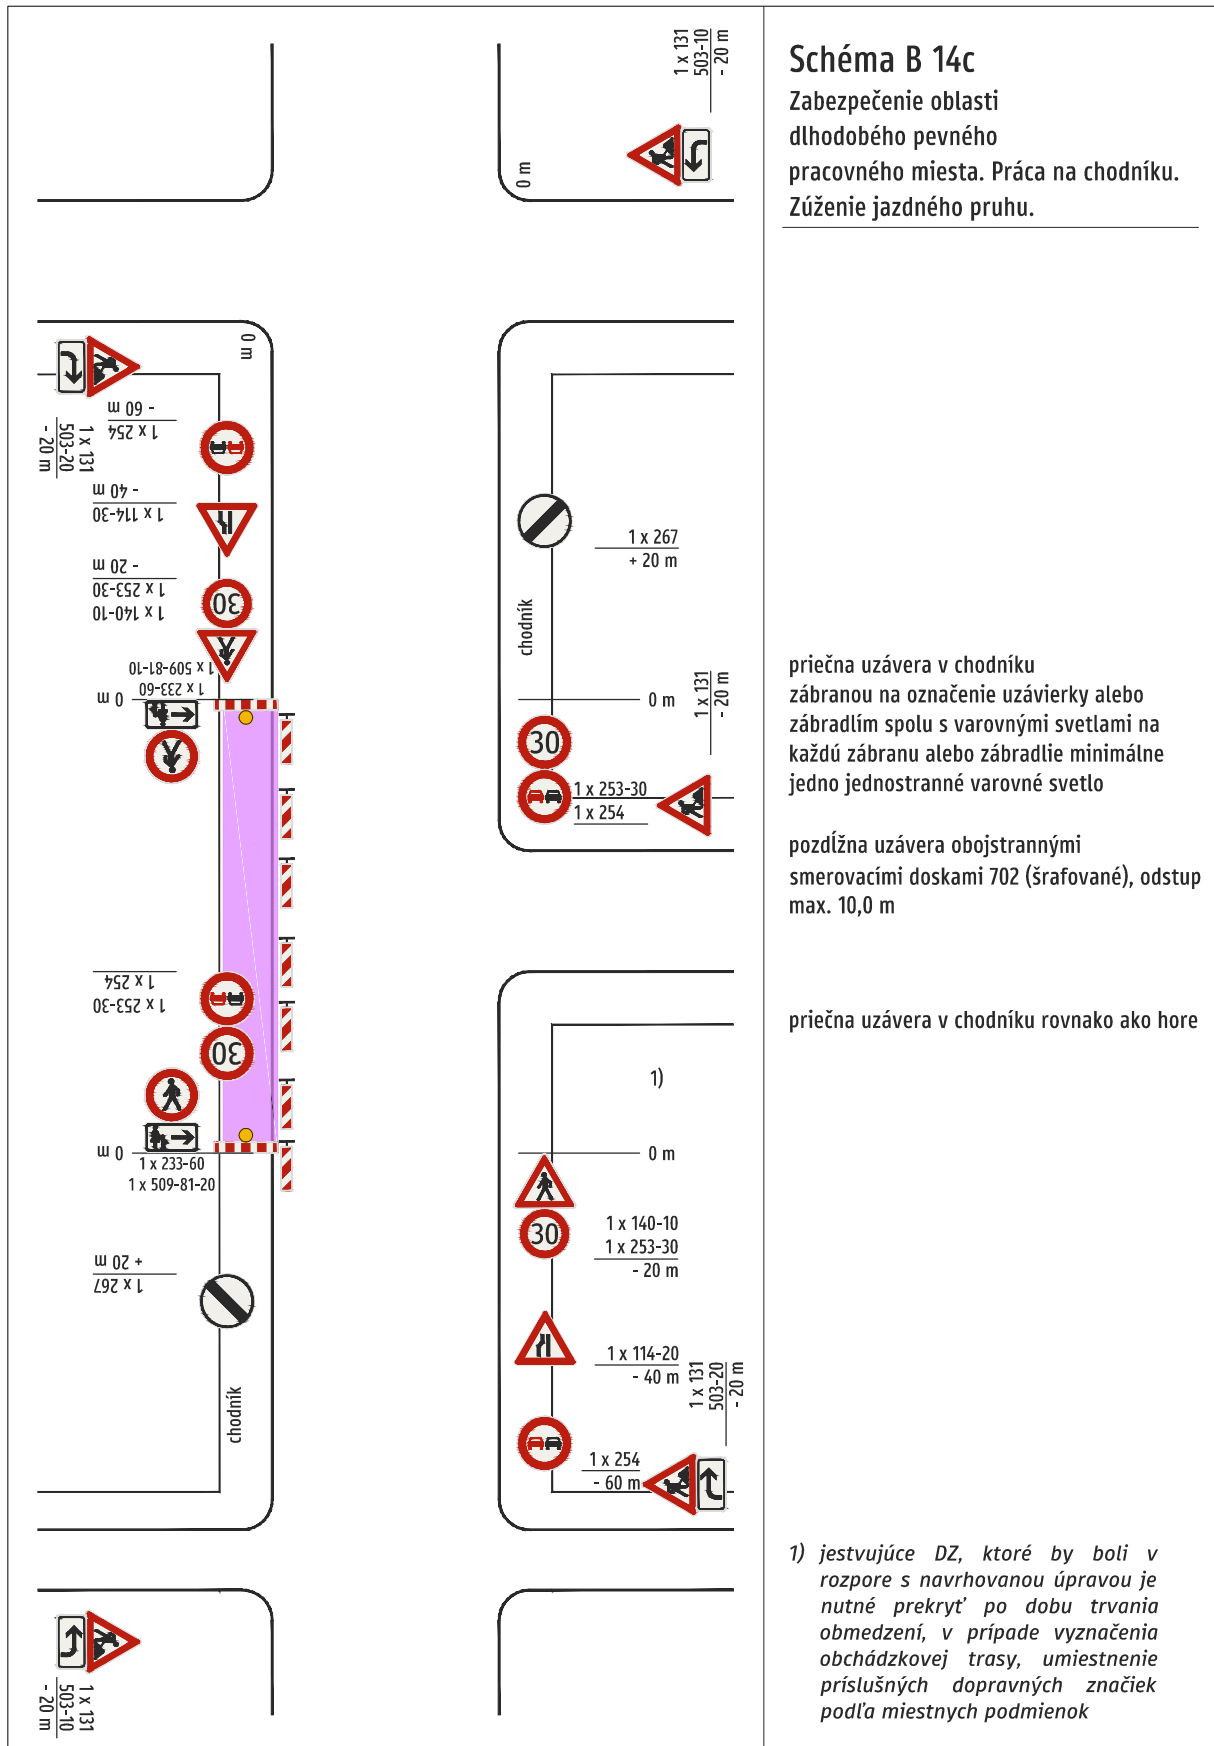 Schéma B 14c
Zabezpečenie oblasti
dlhodobého pevného
pracovného miesta. Práca na chodníku.
Zúženie jazdného pruhu.
1 x 131
503-10
- 20 m
0 m
0 m
1 x 131
503-20
- 20 m
1 x 254
- 60 m
1 x 114-30
- 40 m
1 x 140-10
1 x 253-30
- 20 m
30
1 x 233-60
1 x 509-81-10
0 m
1 x 267
+ 20 m
chodník
0 m
1 x 131
- 20 m
30
1 x 253-30
1 x 254
priečna uzávera v chodníku
zábranou na označenie uzávierky alebo
zábradlím spolu s varovnými svetlami na
každú zábranu alebo zábradlie minimálne
jedno jednostranné varovné svetlo
pozdĺžna uzávera obojstrannými
smerovacími doskami 702 (šrafované), odstup
max. 10,0 m
1 x 253-30
1 x 254
30
priečna uzávera v chodníku rovnako ako hore
1)
0 m
0 m
1 x 233-60
1 x 509-81-20
30
1 x 140-10
1 x 253-30
- 20 m
1 x 267
+ 20 m
chodník
1 x 114-20
- 40 m
1 x 131
503-20
- 20 m
1 x 254
- 60 m
1 x 131
503-10
- 20 m
1) jestvujúce DZ, ktoré by boli v
rozpore s navrhovanou úpravou je
nutné prekryť po dobu trvania
obmedzení, v prípade vyznačenia
obchádzkovej trasy, umiestnenie
príslušných dopravných značiek
podľa miestnych podmienok